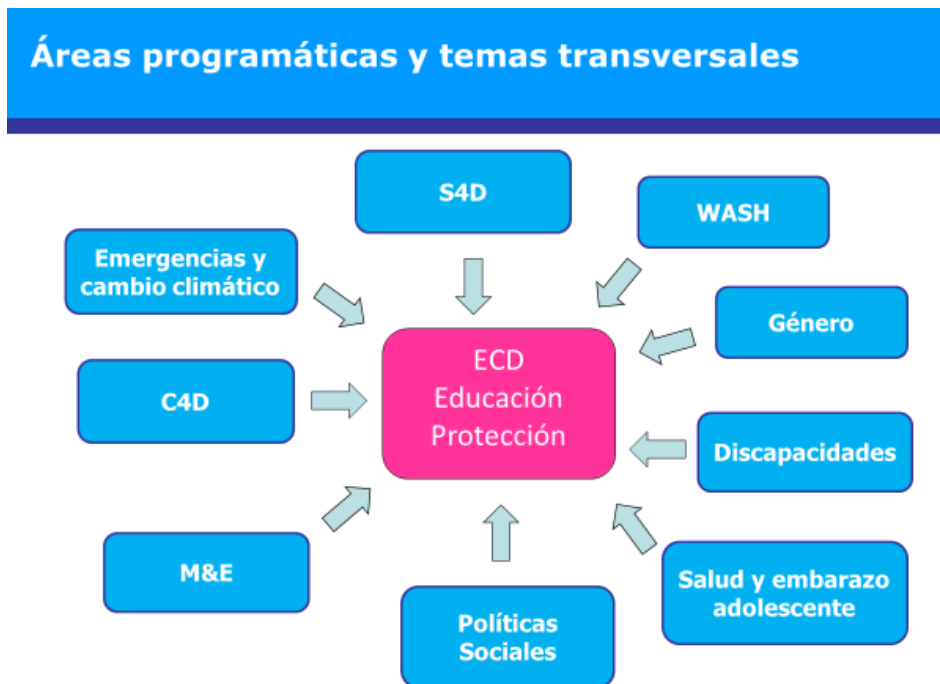 Áreas programáticas y temas transversales
S4D
WASH
Emergencias y
cambio climático
Género
ECD
Educación
Protección
C4D
Discapacidades
M&E
Salud y embarazo
adolescente
Políticas
Sociales